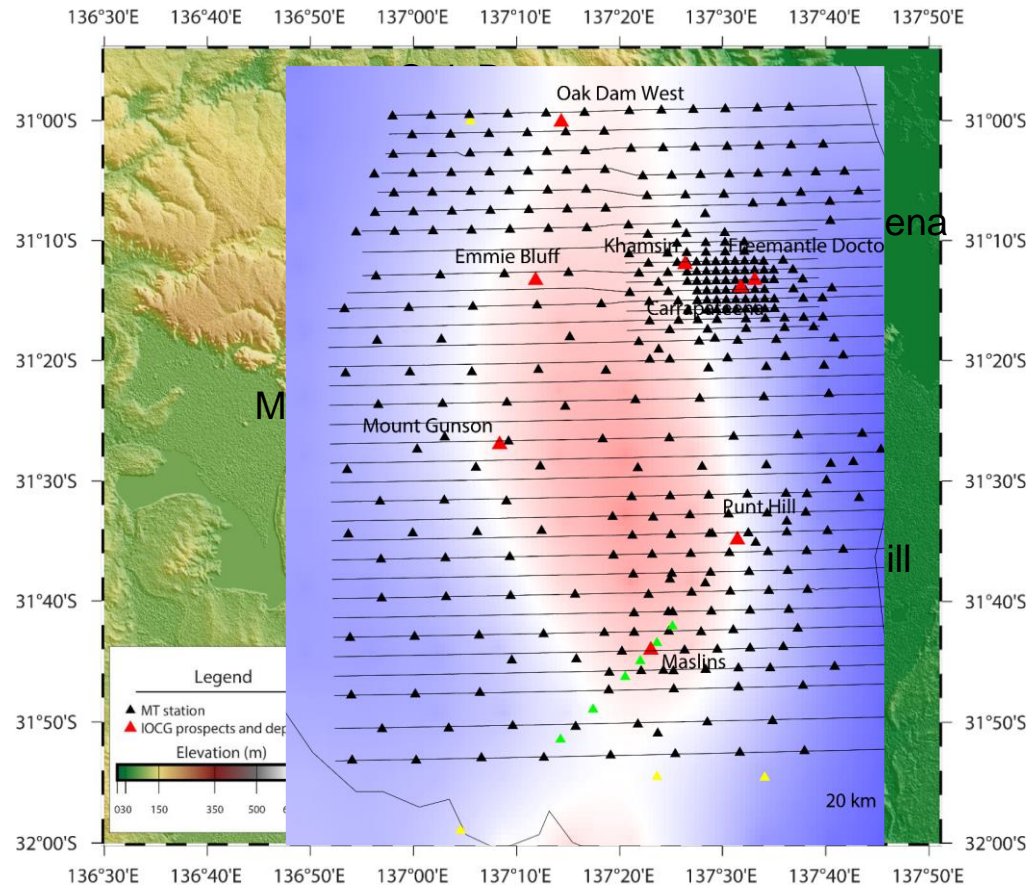 136°30'E 136°40'E 136°50'E 137°00'E 137°10'E 137°20'E 137°30'E 137°40'E 137°50'E
Oak Dam West
31°00'S 31°00'S
ena
31°10'S 31°10'S
Khamsin Freemantle Docto
Emmie Bluff
Carrapateena
31°20'S 31°20'S
M
Mount Gunson
31°30'S 31°30'S
Punt Hill
ill
31°40'S 31°40'S
Maslins
Legend
MT station
IOCG prospects and dep
31°50'S 31°50'S
Elevation (m)
20 km
030 150 350 500
32°00'S 32°00'S
136°30'E 136°40'E 136°50'E 137°00'E 137°10'E 137°20'E 137°30'E 137°40'E 137°50'E